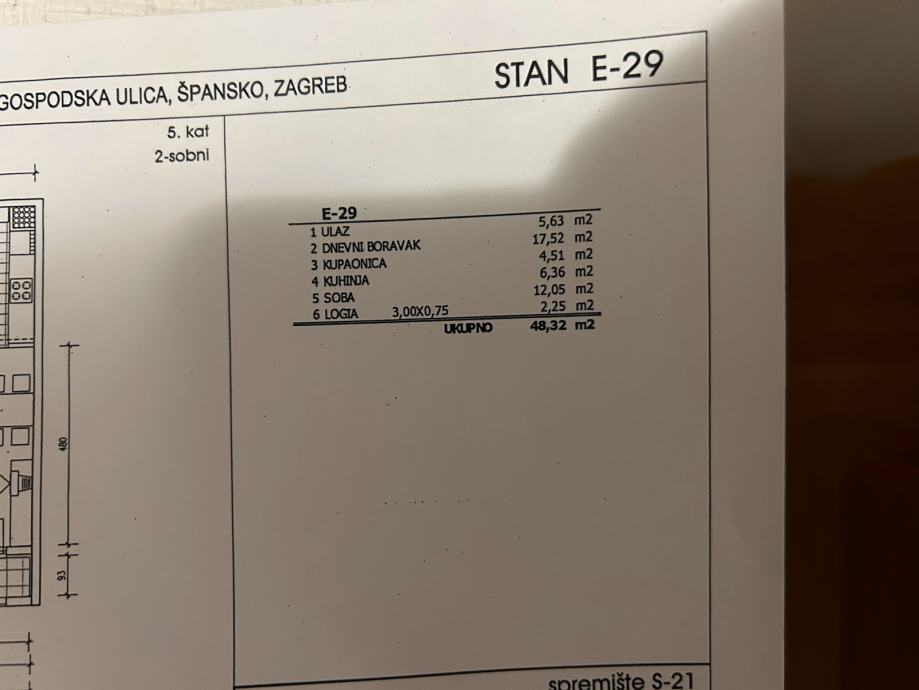 GOSPODSKA ULICA, ŠPANSKO, ZAGREB
STAN E-29
5. kat
2-sobni
E-29
1 ULAZ 5,63 m2
2 DNEVNI BORAVAK 17,52 m2
3 KUPAONICA 4,51 m2
4 KUHINJA 6,36 m2
5 SOBA 12,05 m2
6 LOGIA 3,00X0,75 2,25 m2
UKUPNO 48,32 m2
480
93
spremište S-21